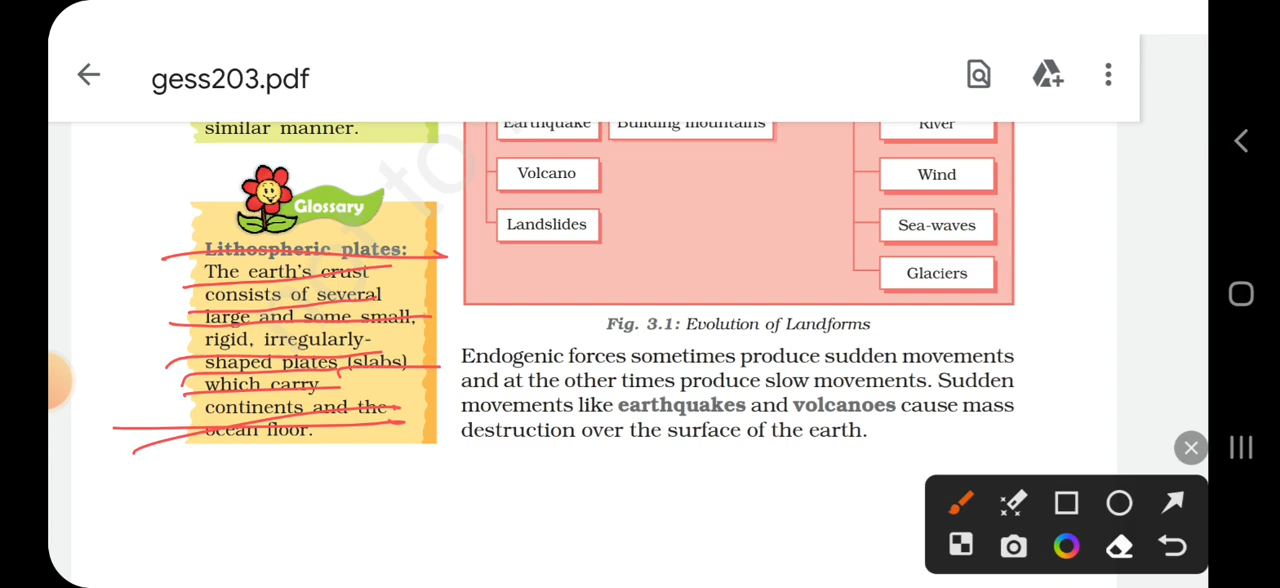 gess203.pdf
similar manner.
Glossary
Lithospheric plates:
The earth's crust
consists of several
large and some small,
rigid, irregularly-
shaped plates (slabs)
which carry
continents and the
ocean floor.
Earthquake
Building mountains
River
Volcano
Wind
Landslides
Sea-waves
Glaciers
Fig. 3.1: Evolution of Landforms
Endogenic forces sometimes produce sudden movements
and at the other times produce slow movements. Sudden
movements like earthquakes and volcanoes cause mass
destruction over the surface of the earth.
to